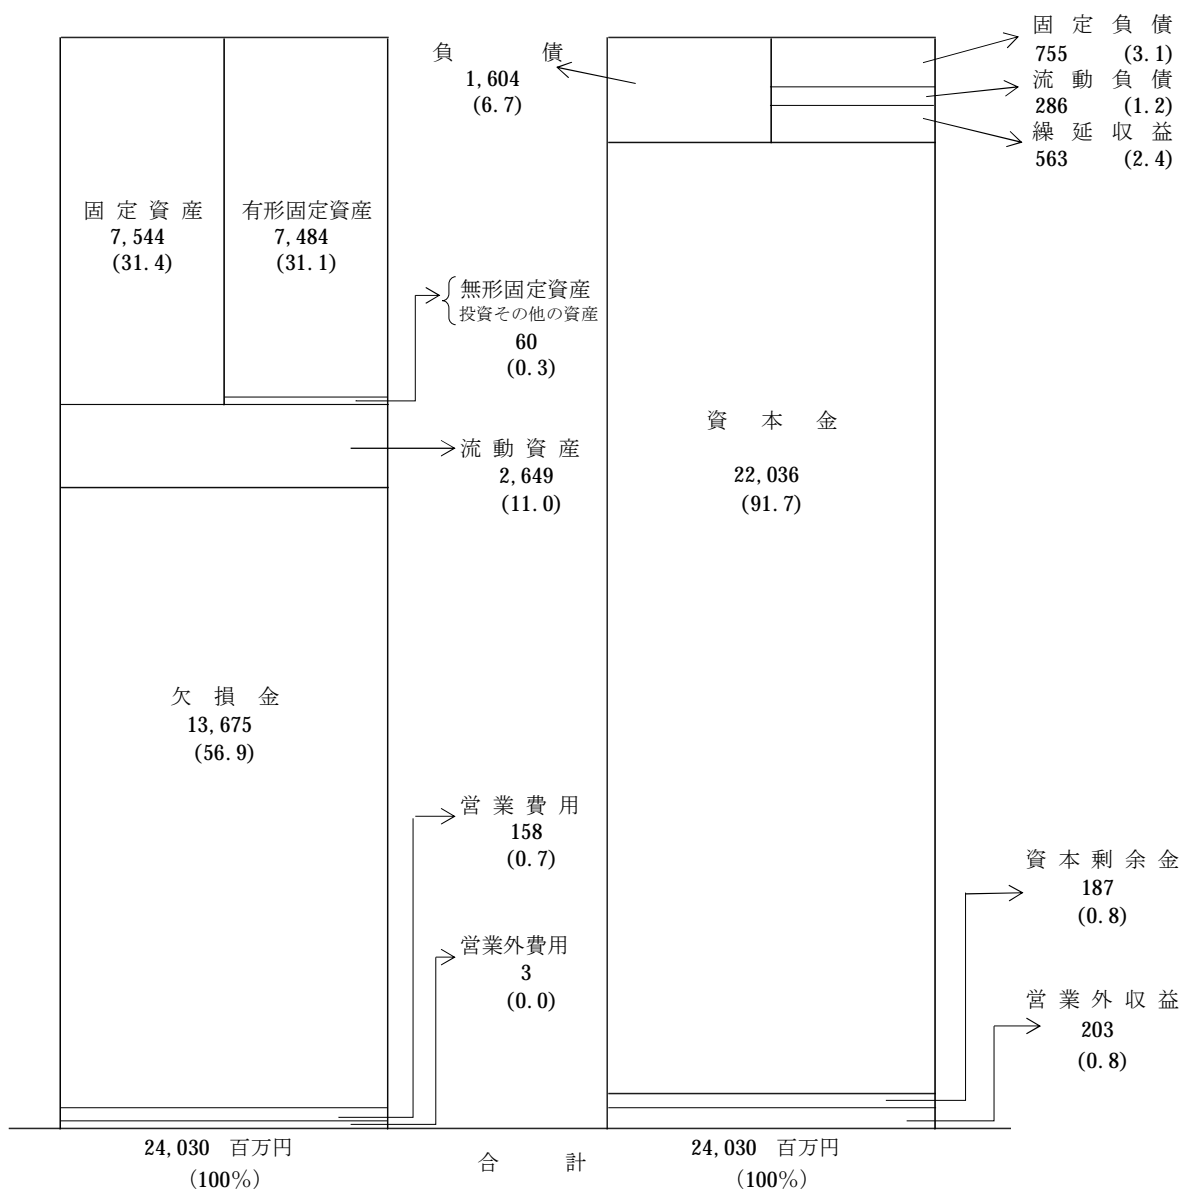 固定資産
7,544
(31.4)
有形固定資産
7,484
(31.1)
無形固定資産
投資その他の資産
60
(0.3)
流動資産
2,649
(11.0)
欠損金
13,675
(56.9)
営業費用
158
(0.7)
営業外費用
3
(0.0)
24,030 百万円
(100%)
合計
負債
1,604
(6.7)
固定負債
755 (3.1)
流動負債
286 (1.2)
繰延収益
563 (2.4)
資本金
22,036
(91.7)
資本剰余金
187
(0.8)
営業外収益
203
(0.8)
24,030 百万円
(100%)